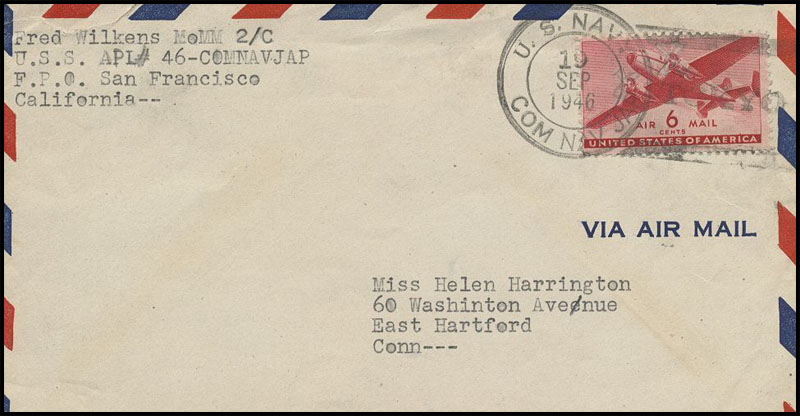 Fred Wilkens MoMM 2/C
U.S.S. APL# 46-COMNAVJAP
F.P.O. San Francisco
California--
U. S. NAV
19
SEP
1946
COM NAV J
AIR 6 MAIL
CENTS
UNITED STATES OF AMERICA
VIA AIR MAIL
Miss Helen Harrington
60 Washinton Avenue
East Hartford
Conn---